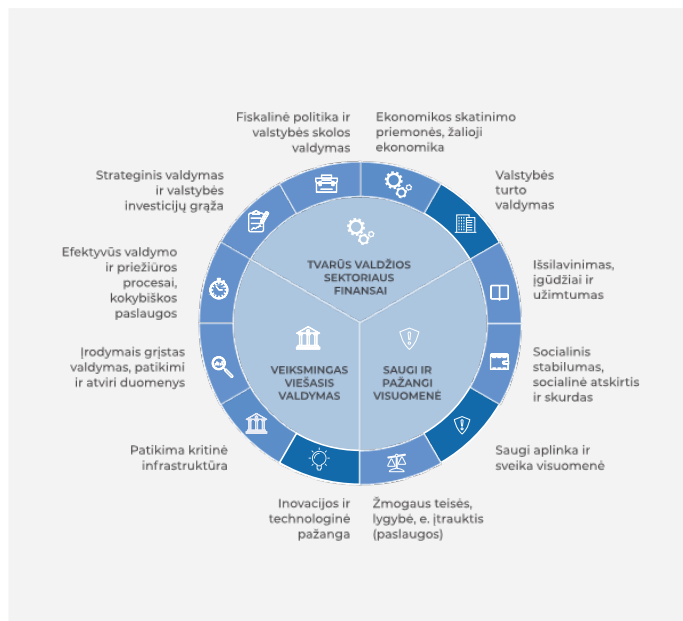 Fiskalinė politika ir
valstybės skolos
valdymas
Ekonomikos skatinimo
priemonės, žalioji
ekonomika
Strateginis valdymas
ir valstybės
investicijų grąža
Valstybės
turto
valdymas
Efektyvūs valdymo
ir priežiūros
procesai,
kokybiškos
paslaugos
Išsilavinimas,
įgūdžiai ir
užimtumas
TVARŪS VALDŽIOS
SEKTORIAUS
FINANSAI
Įrodymais grįstas
valdymas, patikimi
ir atviri duomenys
VEIKSMINGAS
VIEŠASIS
VALDYMAS
SAUGI IR
PAŽANGI
VISUOMENĖ
Socialinis
stabilumas,
socialinė atskirtis
ir skurdas
Patikima kritinė
infrastruktūra
Saugi aplinka ir
sveika visuomenė
Inovacijos ir
technologinė
pažanga
Žmogaus teisės,
lygybė, e. įtrauktis
(paslaugos)